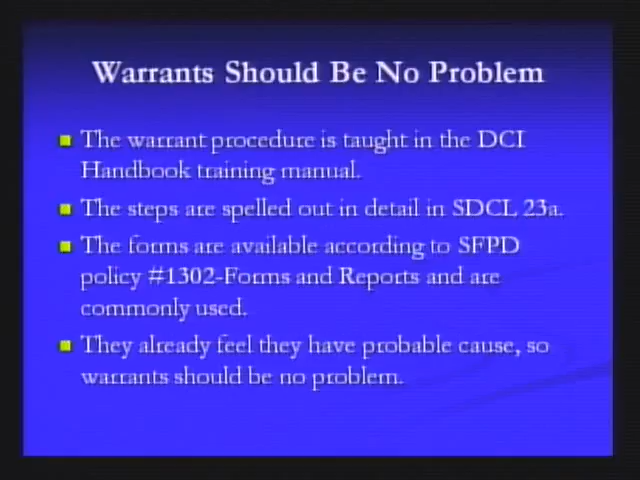 Warrants Should Be No Problem
The warrant procedure is taught in the DCI
Handbook training manual.
The steps are spelled out in detail in SDCL 23a.
The forms are available according to SFPD
policy #1302-Forms and Reports and are
commonly used.
They already feel they have probable cause, so
warrants should be no problem.